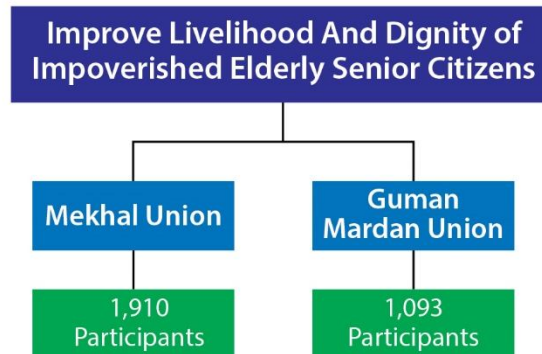 Improve Livelihood And Dignity of
Impoverished Elderly Senior Citizens
Mekhal Union
Guman
Mardan Union
1,910
Participants
1,093
Participants